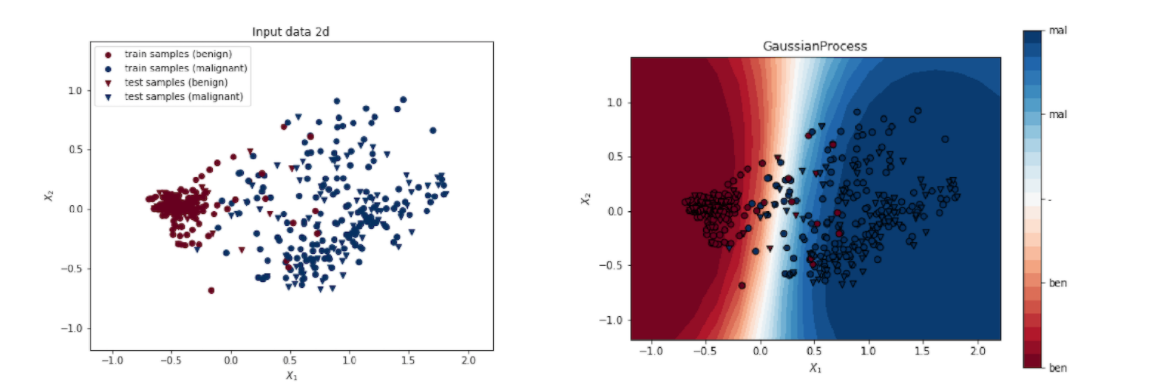 Input data 2d
train samples (benign)
train samples (malignant)
test samples (benign)
test samples (malignant)
1.0
0.5
0.0
−0.5
−1.0
X2
−1.0 −0.5 0.0 0.5 1.0 1.5 2.0
X1
GaussianProcess
1.0
0.5
0.0
−0.5
−1.0
X2
−1.0 −0.5 0.0 0.5 1.0 1.5 2.0
X1
mal
mal
-
ben
ben